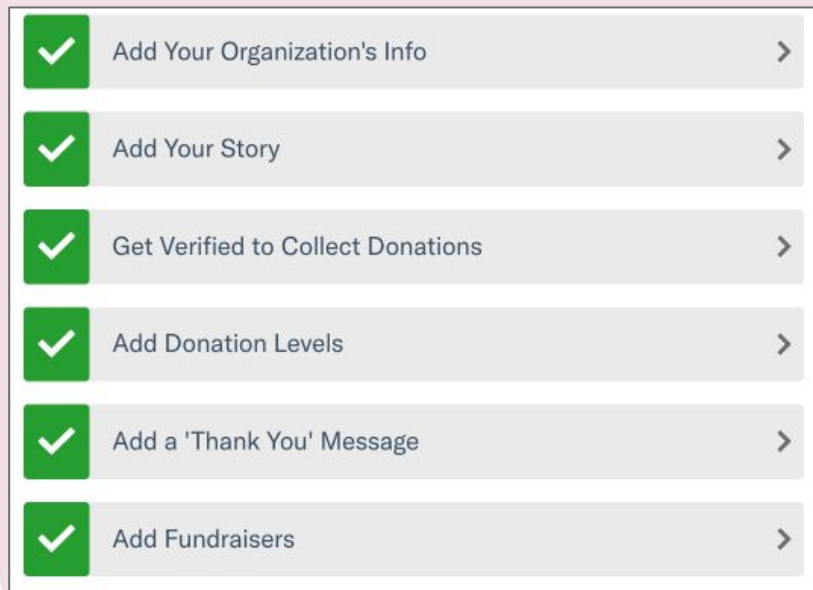 Add Your Organization's Info
Add Your Story
Get Verified to Collect Donations
Add Donation Levels
Add a 'Thank You' Message
Add Fundraisers